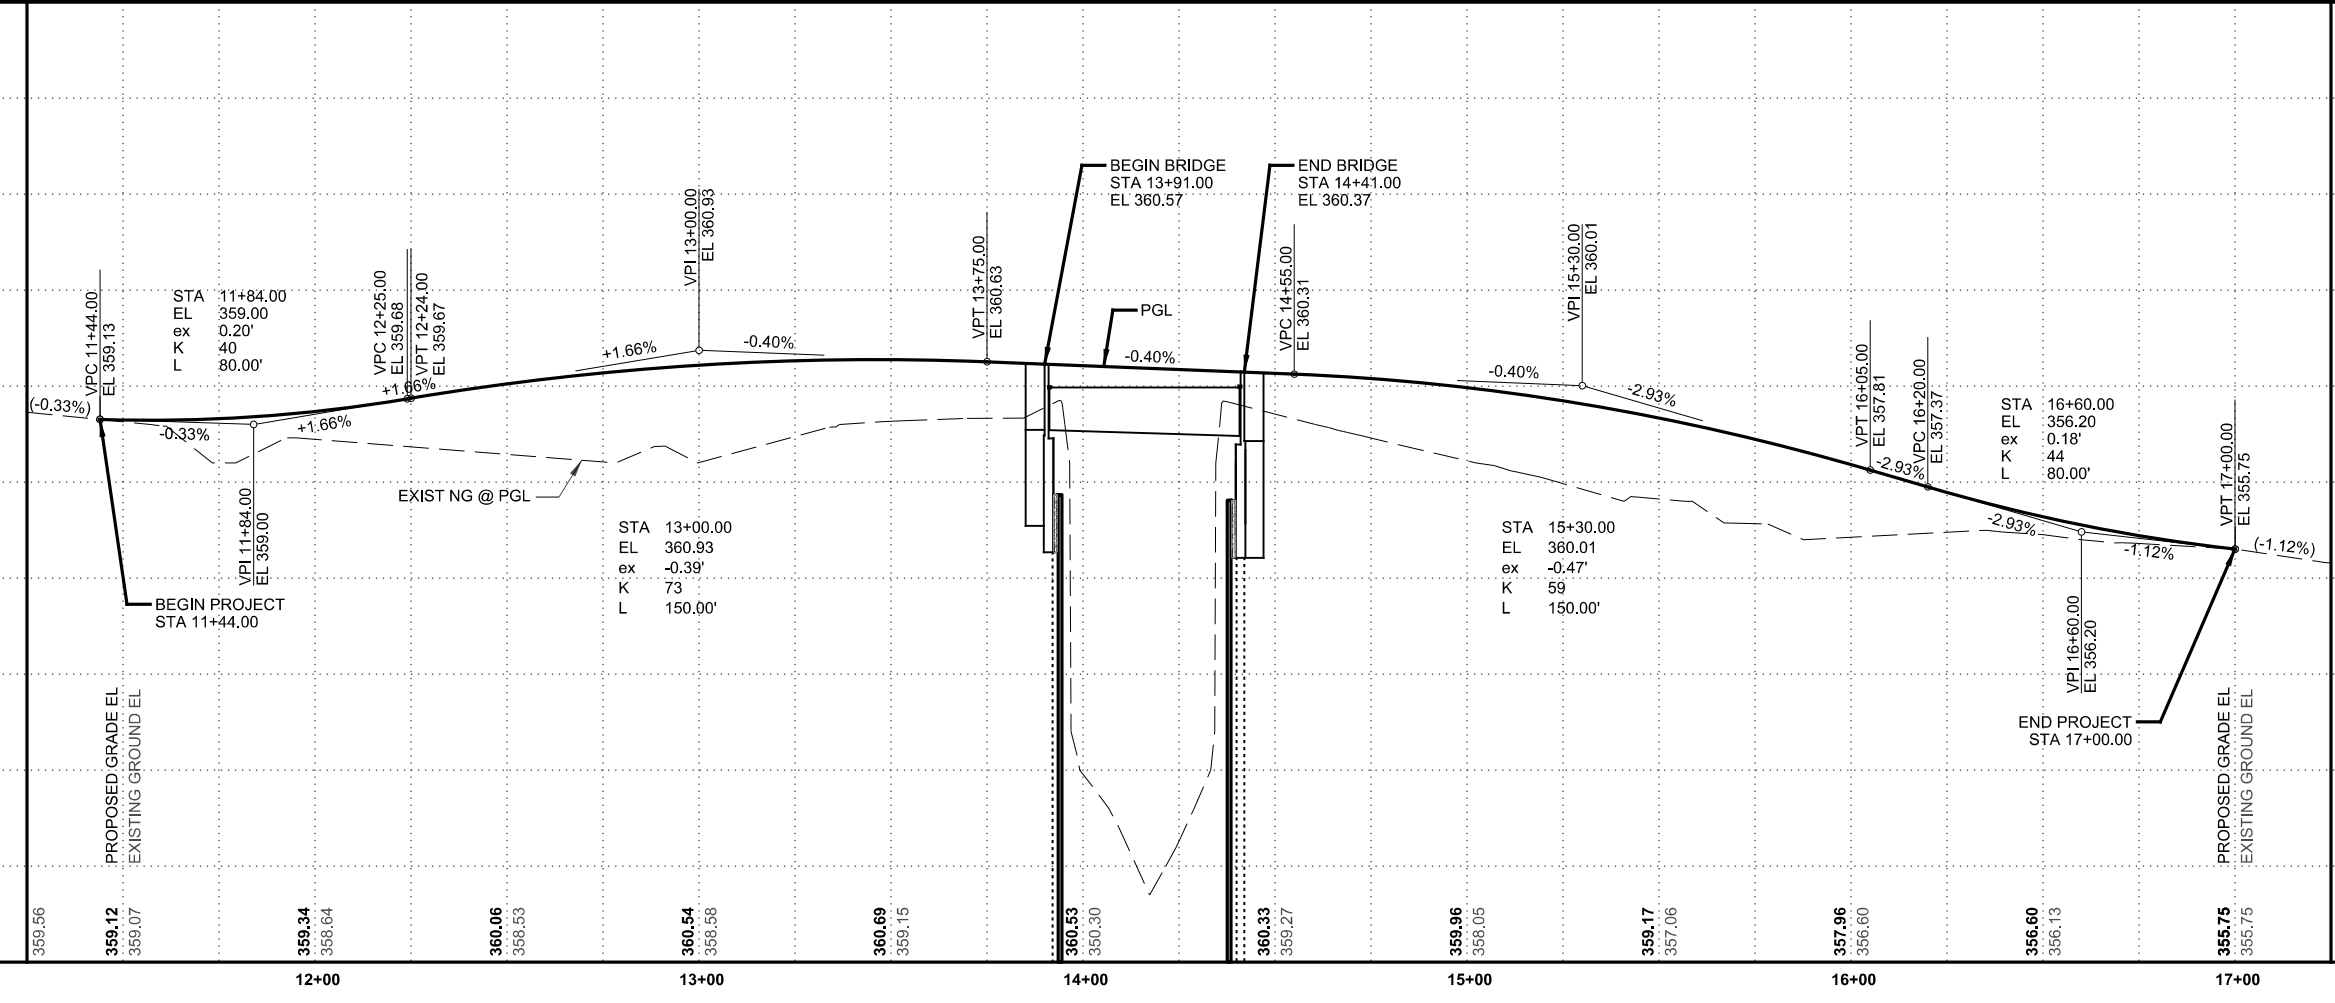 BEGIN BRIDGE
STA 13+91.00
EL 360.57
END BRIDGE
STA 14+41.00
EL 360.37
VPI 13+00.00
EL 360.93
VPT 13+75.00
EL 360.63
VPC 14+55.00
EL 360.31
VPI 15+30.00
EL 360.01
VPC 11+44.00
EL 359.13
STA 11+84.00
EL 359.00
ex 0.20'
K 40
L 80.00'
VPC 12+25.00
EL 359.68
VPT 12+24.00
EL 359.67
PGL
+1.66%
-0.40%
-0.40%
-0.40%
-2.93%
VPT 16+05.00
EL 357.81
VPC 16+20.00
EL 357.37
STA 16+60.00
EL 356.20
ex 0.18'
K 44
L 80.00'
VPT 17+00.00
EL 355.75
(-0.33%)
-0.33%
+1.66%
+1.66%
-2.93%
-2.93%
-1.12%
(-1.12%)
EXIST NG @ PGL
VPI 11+84.00
EL 359.00
STA 13+00.00
EL 360.93
ex -0.39'
K 73
L 150.00'
STA 15+30.00
EL 360.01
ex -0.47'
K 59
L 150.00'
BEGIN PROJECT
STA 11+44.00
VPI 16+60.00
EL 356.20
END PROJECT
STA 17+00.00
PROPOSED GRADE EL
EXISTING GROUND EL
PROPOSED GRADE EL
EXISTING GROUND EL
359.56
359.12
359.07
359.34
358.64
360.06
358.53
360.54
358.58
360.69
359.15
360.53
350.30
360.33
359.27
359.96
358.05
359.17
357.06
357.96
356.60
356.60
356.13
355.75
355.75
12+00
13+00
14+00
15+00
16+00
17+00